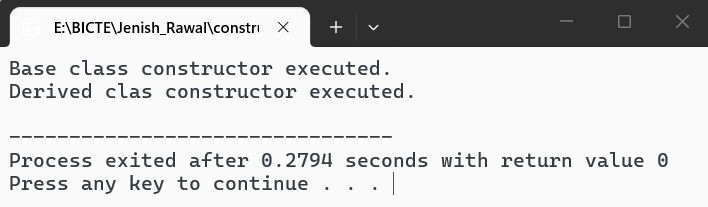 E:\BICTE\Jenish_Rawal\constru
Base class constructor executed.
Derived clas constructor executed.
--------------------------------
Process exited after 0.2794 seconds with return value 0
Press any key to continue . . .